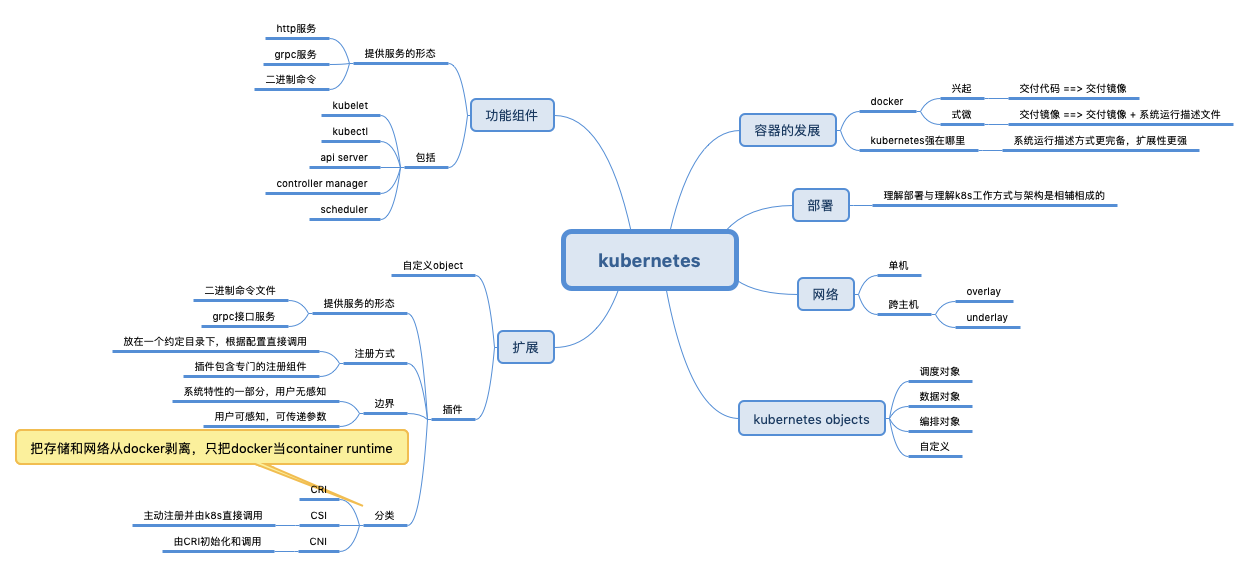 kubernetes
功能组件
提供服务的形态
http服务
grpc服务
二进制命令
包括
kubelet
kubectl
api server
controller manager
scheduler
扩展
自定义object
插件
提供服务的形态
二进制命令文件
grpc接口服务
注册方式
放在一个约定目录下，根据配置直接调用
插件包含专门的注册组件
边界
系统特性的一部分，用户无感知
用户可感知，可传递参数
分类
把存储和网络从docker剥离，只把docker当container runtime
CRI
CSI
主动注册并由k8s直接调用
CNI
由CRI初始化和调用
容器的发展
docker
兴起
交付代码 ==> 交付镜像
式微
交付镜像 ==> 交付镜像 + 系统运行描述文件
kubernetes强在哪里
系统运行描述方式更完备，扩展性更强
部署
理解部署与理解k8s工作方式与架构是相辅相成的
网络
单机
跨主机
overlay
underlay
kubernetes objects
调度对象
数据对象
编排对象
自定义